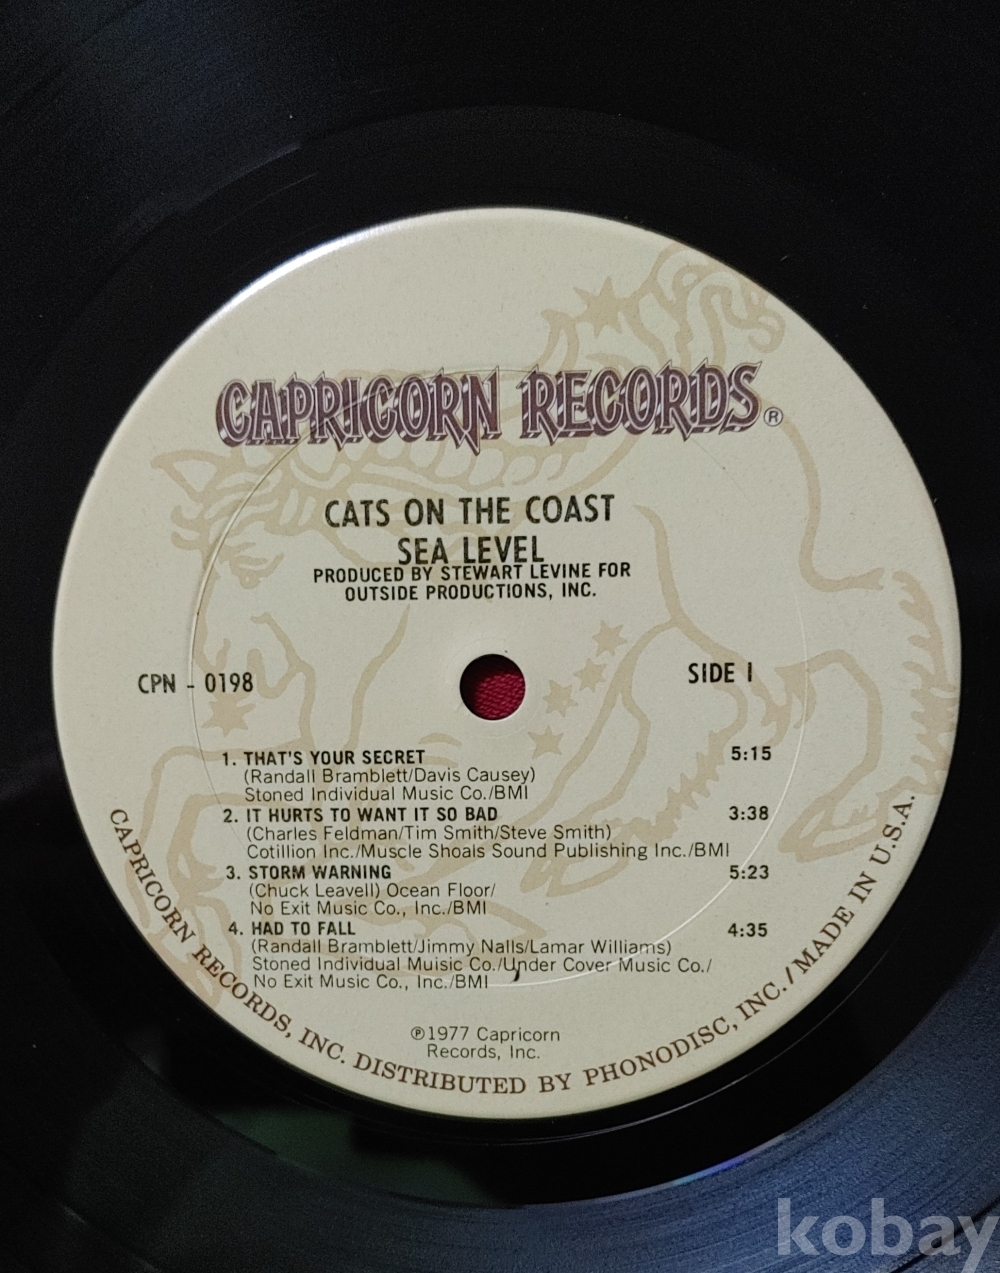 CAPRICORN RECORDS®
CATS ON THE COAST
SEA LEVEL
PRODUCED BY STEWART LEVINE FOR
OUTSIDE PRODUCTIONS, INC.
CPN - 0198
SIDE I
1. THAT'S YOUR SECRET 5:15
(Randall Bramblett/Davis Causey)
Stoned Individual Music Co./BMI
2. IT HURTS TO WANT IT SO BAD 3:38
(Charles Feldman/Tim Smith/Steve Smith)
Cotillion Inc./Muscle Shoals Sound Publishing Inc./BMI
3. STORM WARNING 5:23
(Chuck Leavell) Ocean Floor/
No Exit Music Co., Inc./BMI
4. HAD TO FALL 4:35
(Randall Bramblett/Jimmy Nalls/Lamar Williams)
Stoned Individual Muisic Co./Under Cover Music Co./
No Exit Music Co., Inc./BMI
℗1977 Capricorn
Records, Inc.
CAPRICORN RECORDS, INC. DISTRIBUTED BY PHONODISC, INC./MADE IN U.S.A.
kobay